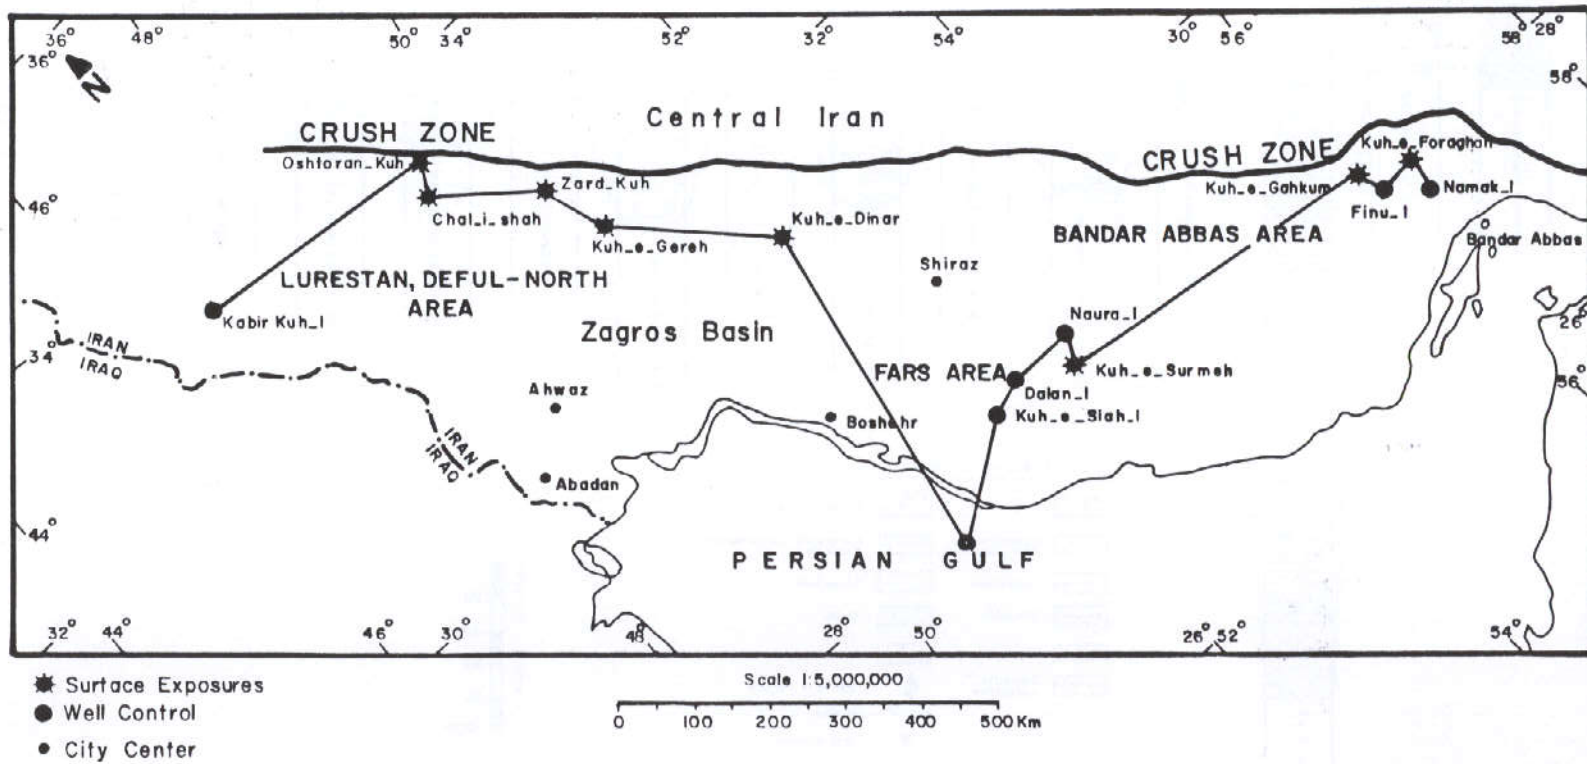 36° 48° 50° 34° 52° 32° 54° 30° 56° 58° 28°
36°
N
58°
Central Iran
CRUSH ZONE
CRUSH ZONE
Oshtoran_Kuh
Kuh_e_Foraghan
Zard_Kuh
Kuh_e_Gahkum
Namak_I
46°
Chal_i_shah
Finu_I
Kuh_e_Dinar
Kuh_e_Gereh
BANDAR ABBAS AREA
Bandar Abbas
Shiraz
LURESTAN, DEFUL-NORTH
AREA
Kabir Kuh_I
Naura_I
26°
Zagros Basin
IRAN
IRAQ
34°
FARS AREA
Kuh_e_Surmeh
56°
Dalan_I
Ahwaz
Kuh_e_Siah_I
Boshehr
IRAN
IRAQ
Abadan
44°
PERSIAN GULF
32° 44° 46° 30° 48° 28° 50° 26° 52° 54°
Surface Exposures
Well Control
City Center
Scale 1:5,000,000
0 100 200 300 400 500 Km